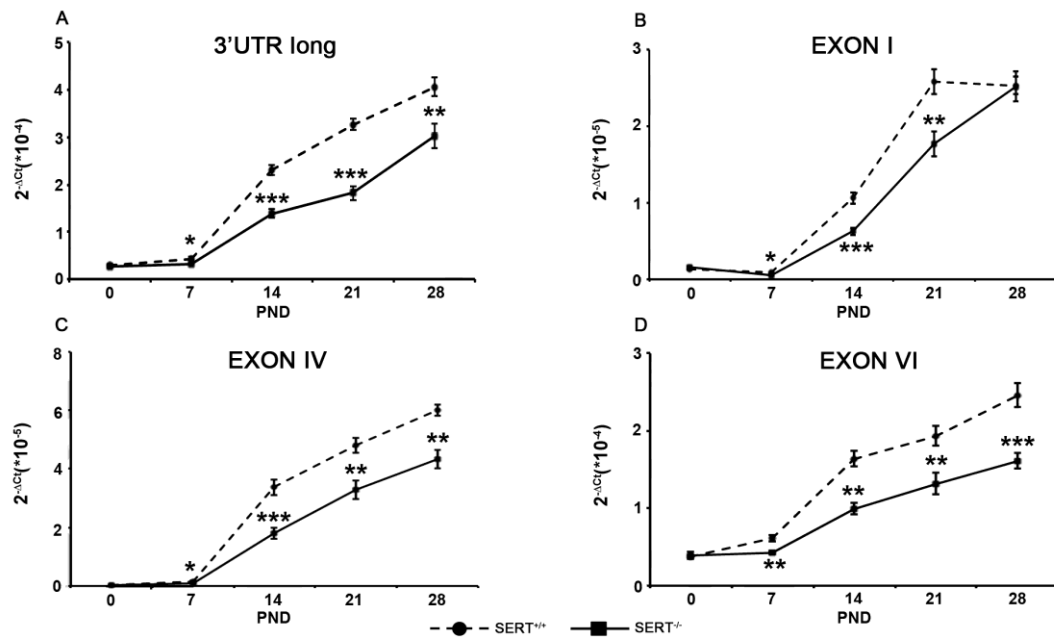 A
3’UTR long
5
4
3
2
1
0
2-ΔCt(*10-4)
*
***
***
**
0 7 14 21 28
PND
B
EXON I
3
2
1
0
2-ΔCt(*10-5)
*
***
**
0 7 14 21 28
PND
C
EXON IV
8
6
4
2
0
2-ΔCt(*10-5)
*
***
**
**
0 7 14 21 28
PND
D
EXON VI
3
2
1
0
2-ΔCt(*10-4)
**
**
**
***
0 7 14 21 28
PND
SERT+/+ SERT-/-